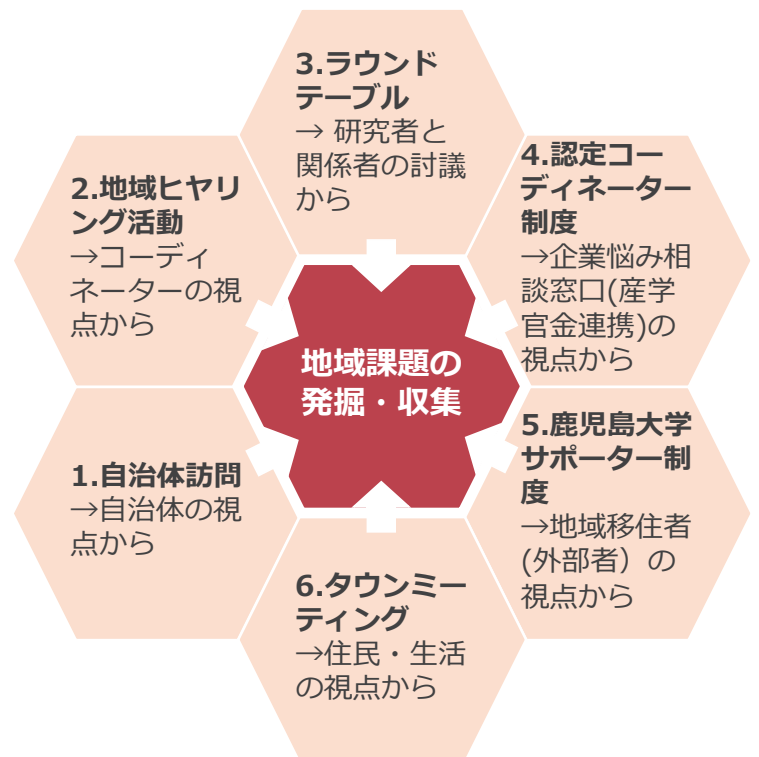 3.ラウンド
テーブル
→ 研究者と
関係者の討議
から
2.地域ヒヤリ
ング活動
→コーディ
ネーターの視
点から
4.認定コー
ディネーター
制度
→企業悩み相
談窓口(産学
官金連携)の
視点から
地域課題の
発掘・収集
1.自治体訪問
→自治体の視
点から
5.鹿児島大学
サポーター制
度
→地域移住者
(外部者）の
視点から
6.タウンミー
ティング
→住民・生活
の視点から